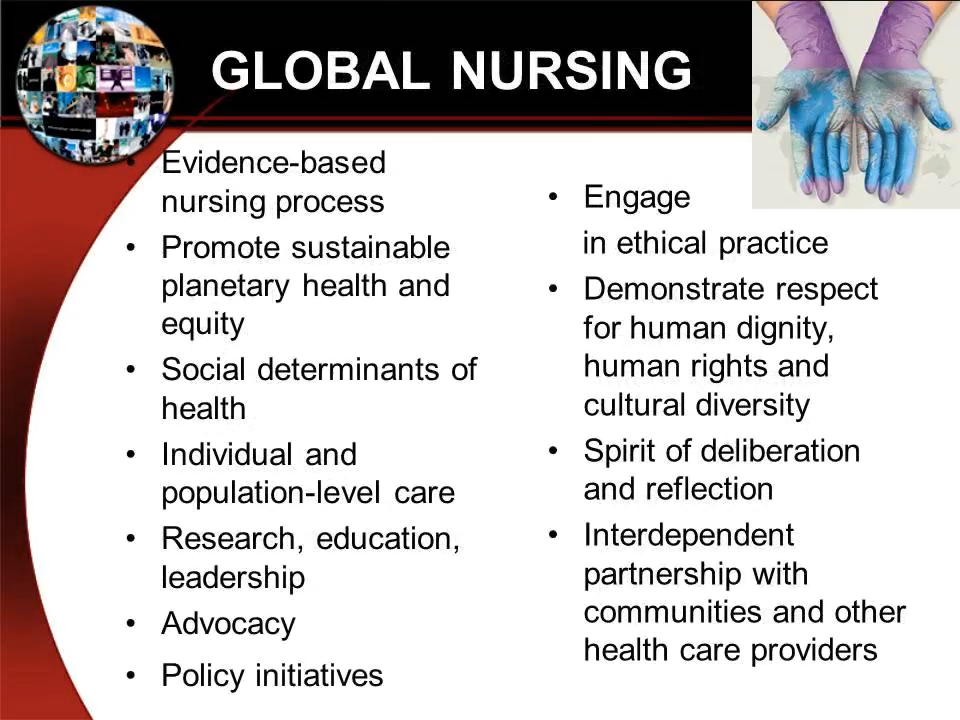 GLOBAL NURSING
• Evidence-based
nursing process
• Promote sustainable
planetary health and
equity
• Social determinants of
health
• Individual and
population-level care
• Research, education,
leadership
• Advocacy
• Policy initiatives
• Engage
in ethical practice
• Demonstrate respect
for human dignity,
human rights and
cultural diversity
• Spirit of deliberation
and reflection
• Interdependent
partnership with
communities and other
health care providers